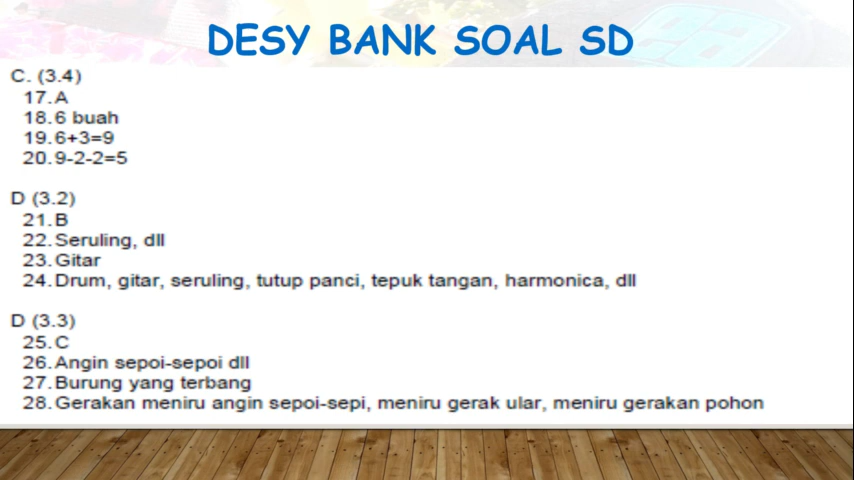 DESY BANK SOAL SD
C. (3.4)
17. A
18. 6 buah
19. 6+3=9
20. 9-2-2=5
D (3.2)
21. B
22. Seruling, dll
23. Gitar
24. Drum, gitar, seruling, tutup panci, tepuk tangan, harmonica, dll
D (3.3)
25. C
26. Angin sepoi-sepoi dll
27. Burung yang terbang
28. Gerakan meniru angin sepoi-sepi, meniru gerak ular, meniru gerakan pohon